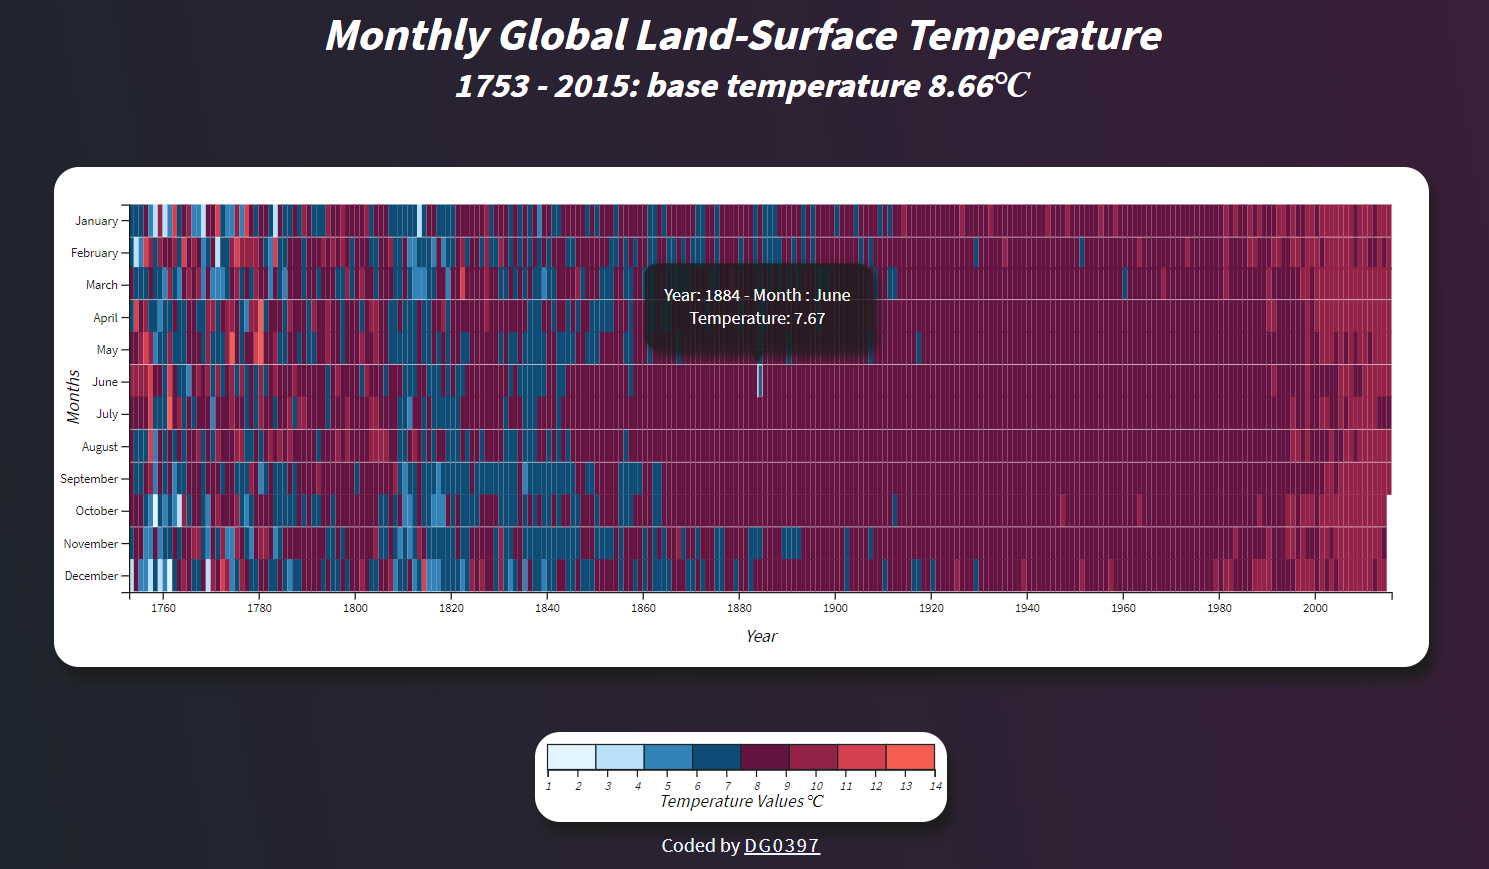 Monthly Global Land-Surface Temperature
1753 - 2015: base temperature 8.66℃
January
February
March
April
May
June
July
August
September
October
November
December
Months
Year: 1884 - Month : June
Temperature: 7.67
1760 1780 1800 1820 1840 1860 1880 1900 1920 1940 1960 1980 2000
Year
1 2 3 4 5 6 7 8 9 10 11 12 13 14
Temperature Values℃
Coded by DG0397